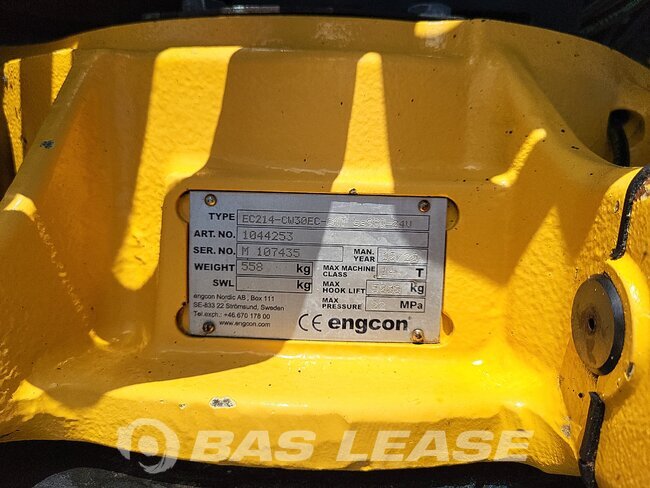 TYPE EC214-CW30EC-
ART. NO. 1044253
SER. NO. M 107435 MAN. YEAR
WEIGHT 558 kg MAX MACHINE CLASS T
SWL kg MAX HOOK LIFT kg
engcon Nordic AB, Box 111
SE-833 22 Strömsund, Sweden
Tel.exch.: +46 670 178 00
www.engcon.com
MAX PRESSURE MPa
CE engcon
BAS LEASE